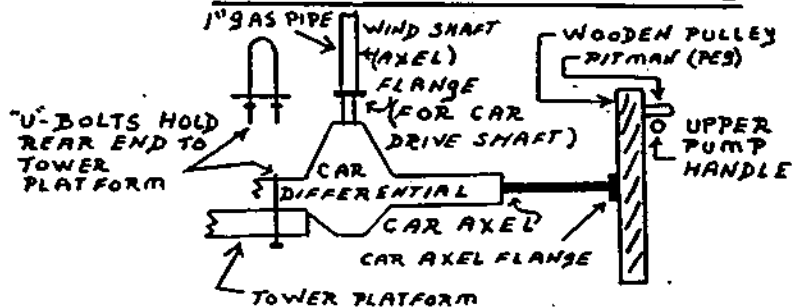 1" GAS PIPE
WIND SHAFT
(AXEL)
FLANGE
(FOR CAR
DRIVE SHAFT)
WOODEN PULLEY
PITMAN (PEG)
"U"-BOLTS HOLD
REAR END TO
TOWER
PLATFORM
CAR
DIFFERENTIAL
UPPER
PUMP
HANDLE
CAR AXEL
CAR AXEL FLANGE
TOWER PLATFORM